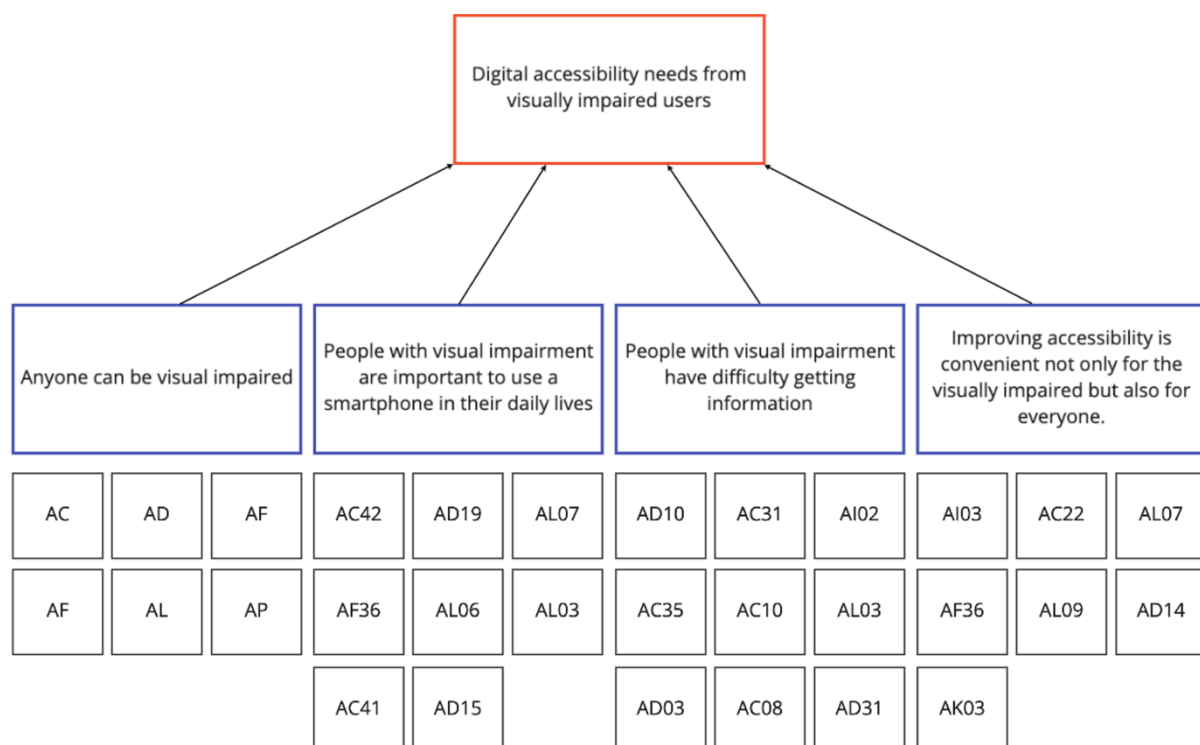 Digital accessibility needs from
visually impaired users
Anyone can be visual impaired
People with visual impairment
are important to use a
smartphone in their daily lives
People with visual impairment
have difficulty getting
information
Improving accessibility is
convenient not only for the
visually impaired but also for
everyone.
AC AD AF AC42 AD19 AL07 AD10 AC31 AI02 AI03 AC22 AL07
AF AL AP AF36 AL06 AL03 AC35 AC10 AL03 AF36 AL09 AD14
AC41 AD15 AD03 AC08 AD31 AK03